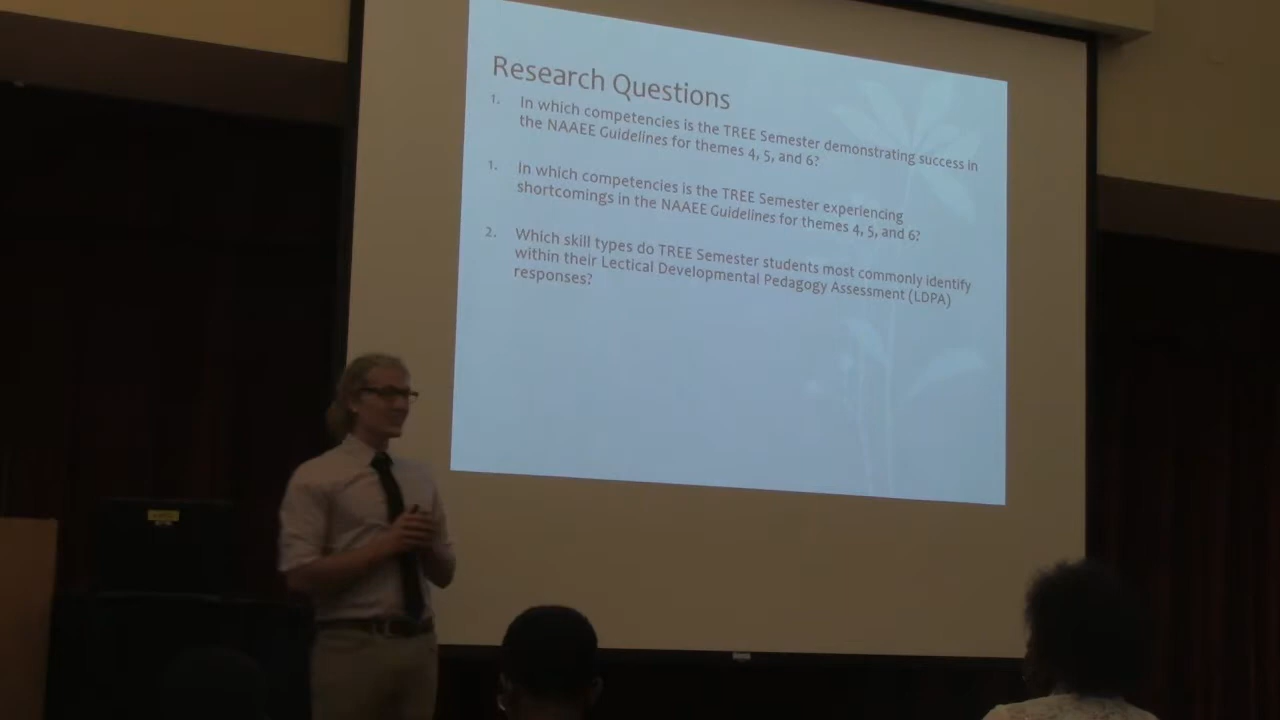 Research Questions
1. In which competencies is the TREE Semester demonstrating success in
the NAAEE Guidelines for themes 4, 5, and 6?
1. In which competencies is the TREE Semester experiencing
shortcomings in the NAAEE Guidelines for themes 4, 5, and 6?
2. Which skill types do TREE Semester students most commonly identify
within their Lectical Developmental Pedagogy Assessment (LDPA)
responses?